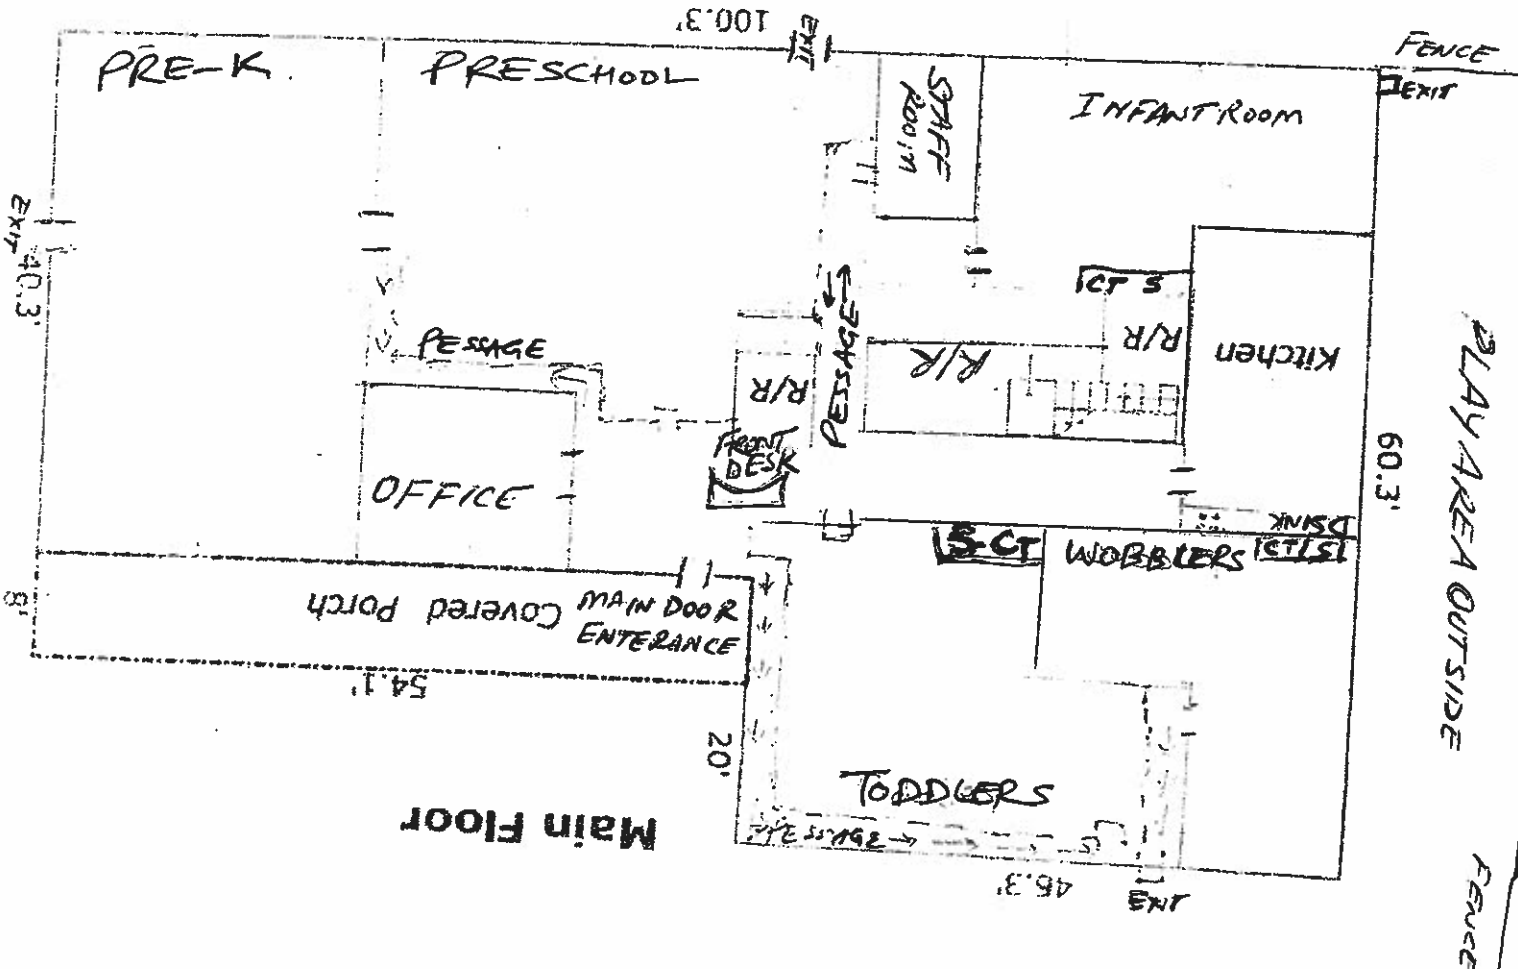 100.3'
EXIT
FENCE
PRE-K.
PRESCHOOL
STAFF
ROOM
INFANT ROOM
EXIT
EXIT
40.3'
PESSAGE
R/R
FRONT
DESK
PESSAGE
R/R
CT S
R/R
Kitchen
PLAY AREA OUTSIDE
60.3'
OFFICE
S-CT
WOBBLERS
DSINK
CT/S
8'
Covered Porch
MAIN DOOR
ENTERANCE
54.1'
20'
Main Floor
TODDLERS
46.3'
EXIT
FENCE